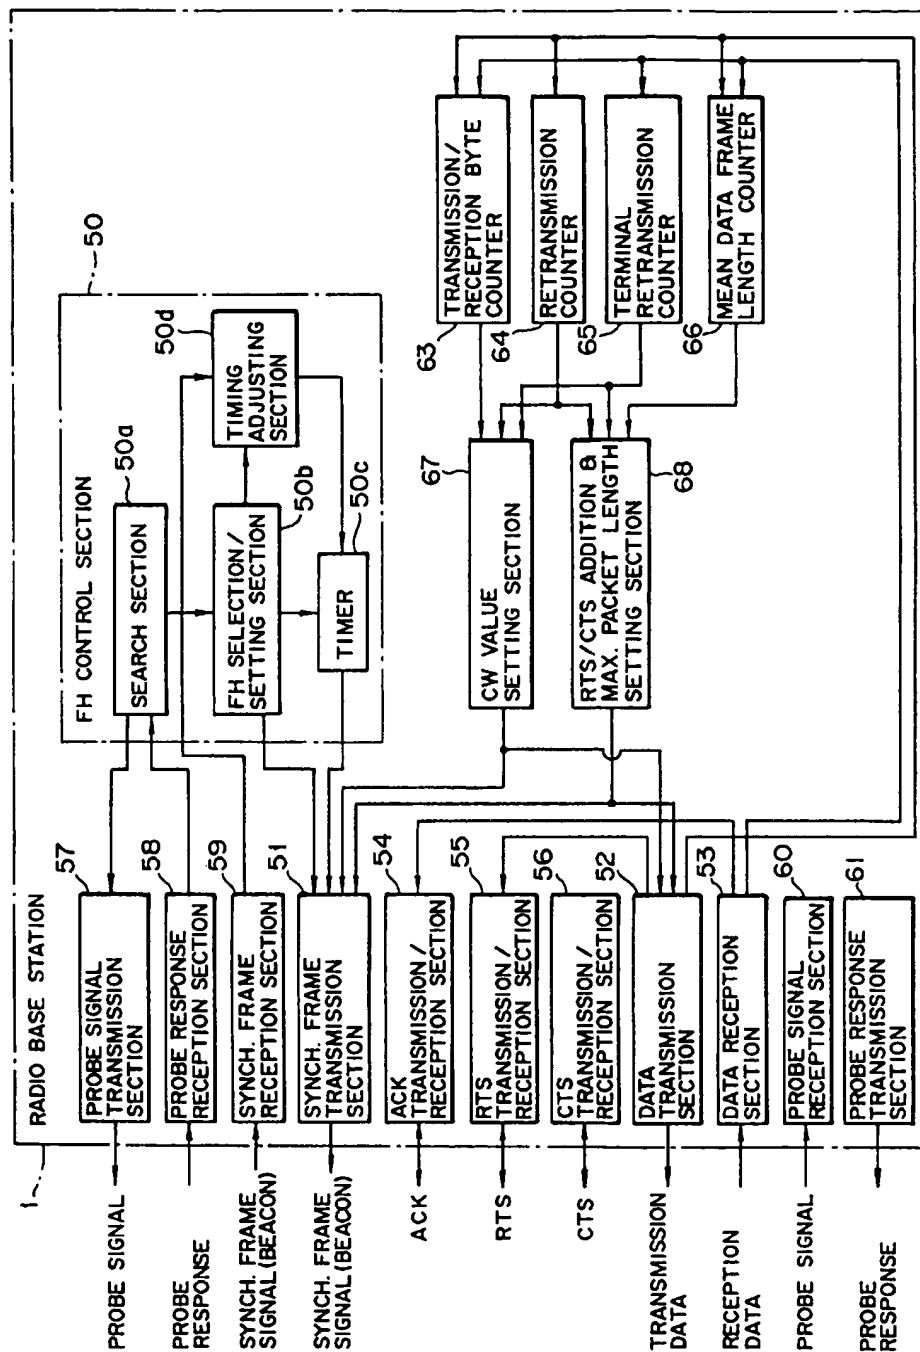 RADIO BASE STATION
1
PROBE SIGNAL
PROBE SIGNAL
TRANSMISSION
SECTION
57
PROBE
RESPONSE
PROBE RESPONSE
RECEPTION SECTION
58
SYNCH. FRAME
SIGNAL (BEACON)
SYNCH. FRAME
RECEPTION SECTION
59
SYNCH. FRAME
SIGNAL (BEACON)
SYNCH. FRAME
TRANSMISSION
SECTION
51
ACK
ACK
TRANSMISSION/
RECEPTION SECTION
54
RTS
RTS
TRANSMISSION/
RECEPTION SECTION
55
CTS
CTS
TRANSMISSION/
RECEPTION SECTION
56
TRANSMISSION
DATA
DATA
TRANSMISSION
SECTION
52
RECEPTION
DATA
DATA RECEPTION
SECTION
53
PROBE SIGNAL
PROBE SIGNAL
RECEPTION SECTION
60
PROBE
RESPONSE
PROBE RESPONSE
TRANSMISSION
SECTION
61
FH CONTROL SECTION
50
SEARCH SECTION
50a
FH SELECTION/
SETTING SECTION
50b
TIMER
50c
TIMING
ADJUSTING
SECTION
50d
CW VALUE
SETTING SECTION
67
RTS/CTS ADDITION &
MAX. PACKET LENGTH
SETTING SECTION
68
TRANSMISSION/
RECEPTION BYTE
COUNTER
63
RETRANSMISSION
COUNTER
64
TERMINAL
RETRANSMISSION
COUNTER
65
MEAN DATA FRAME
LENGTH COUNTER
66